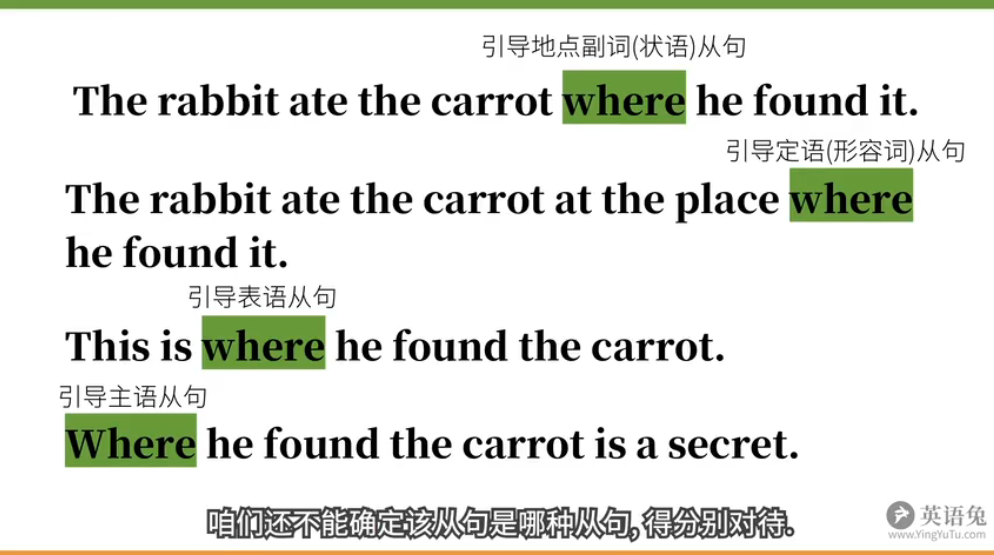 引导地点副词(状语)从句
The rabbit ate the carrot where he found it.
引导定语(形容词)从句
The rabbit ate the carrot at the place where
he found it.
引导表语从句
This is where he found the carrot.
引导主语从句
Where he found the carrot is a secret.
咱们还不能确定该从句是哪种从句, 得分别对待.
英语兔
www.YingYuTu.com